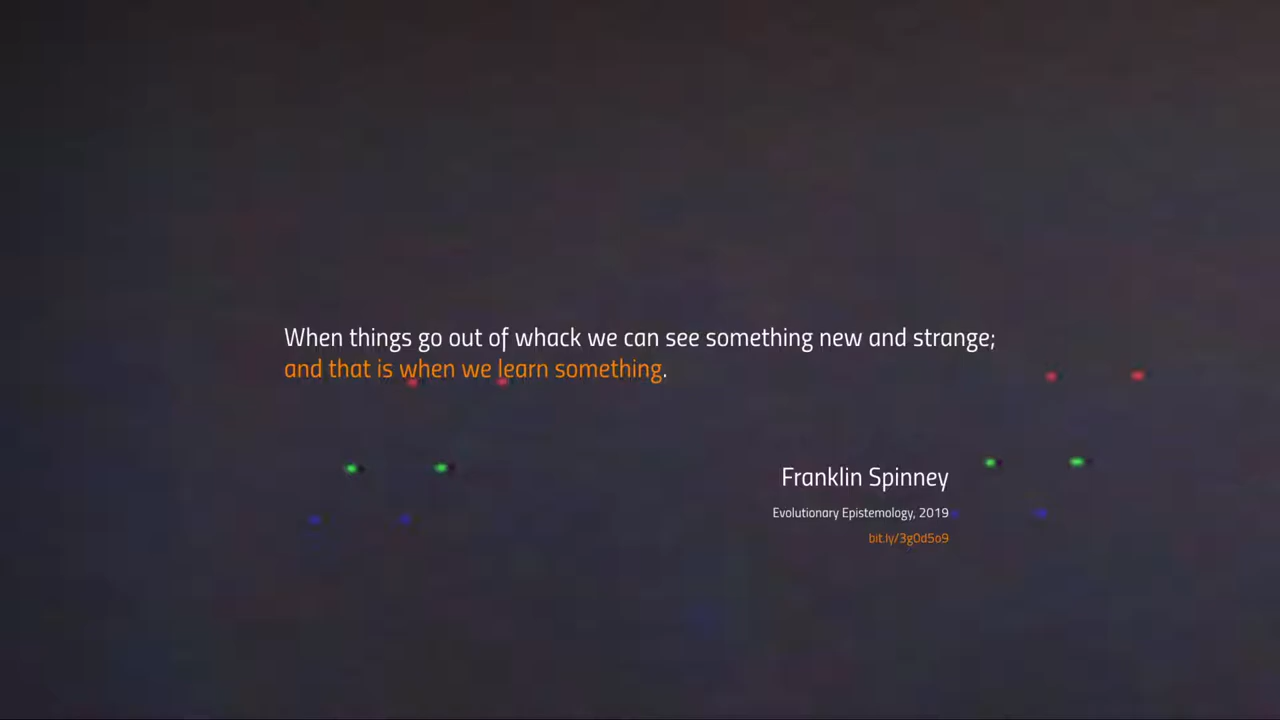 When things go out of whack we can see something new and strange;
and that is when we learn something.
Franklin Spinney
Evolutionary Epistemology, 2019
bit.ly/3g0d5o9